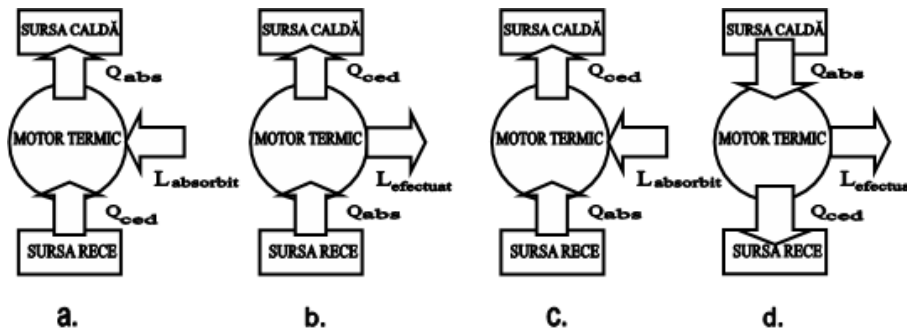 SURSA CALDĂ SURSA CALDĂ SURSA CALDĂ SURSA CALDĂ
Qabs Qced Qced Qabs
MOTOR TERMIC MOTOR TERMIC MOTOR TERMIC MOTOR TERMIC
Labsorbit Lefectuat Labsorbit Lefectuat
Qced Qabs Qabs Qced
SURSA RECE SURSA RECE SURSA RECE SURSA RECE
a. b. c. d.